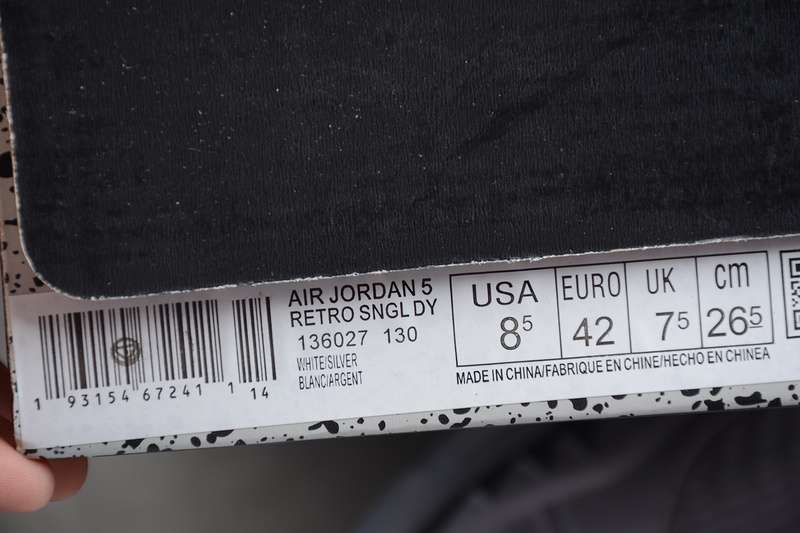 AIR JORDAN 5
RETRO SNGL DY
136027 130
WHITE/SILVER
BLANC/ARGENT
1 93154 67241 1 14
USA 8⁵
EURO 42
UK 7⁵
cm 26⁵
MADE IN CHINA/FABRIQUE EN CHINE/HECHO EN CHINEA